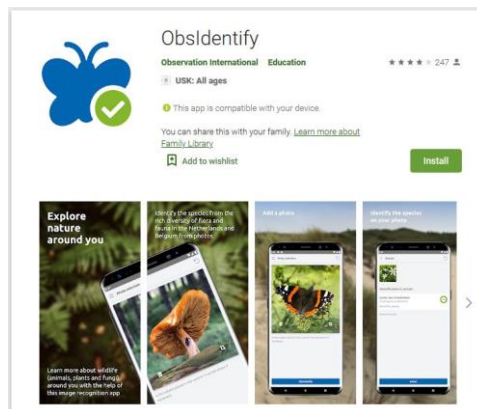 ObsIdentify
Observation International Education
247
USK: All ages
This app is compatible with your device.
You can share this with your family. Learn more about
Family Library
Add to wishlist
Install
Explore
nature
around you
Learn more about wildlife
(animals, plants and fungi),
around you with the help of
this image recognition app
Identify the species from the
rich diversity of flora and
fauna in the Netherlands and
Belgium from photos
Add a photo
Identify the species
on your photo